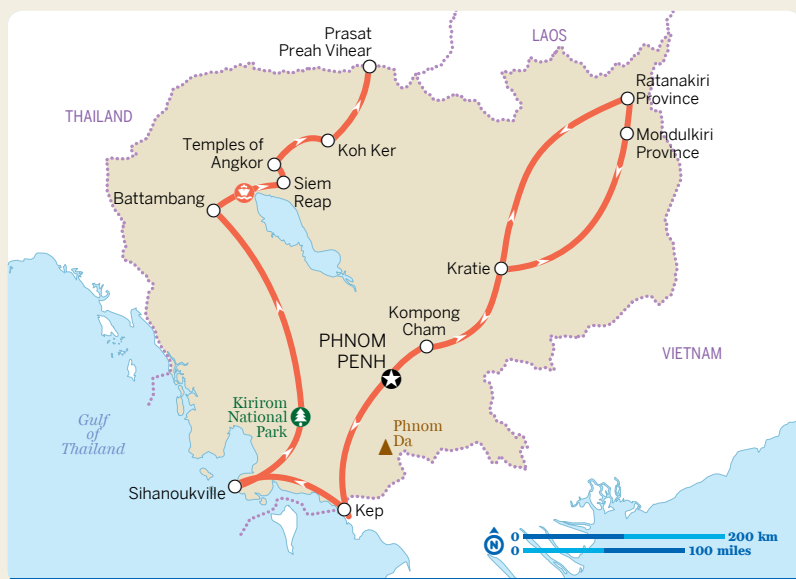 Prasat
Preah Vihear
LAOS
Ratanakiri
Province
THAILAND
Mondulkiri
Province
Temples of
Angkor
Koh Ker
Siem
Reap
Battambang
Kratie
Kompong
Cham
PHNOM
PENH
VIETNAM
Kirirom
National
Park
Gulf
of
Thailand
Phnom
Da
Sihanoukville
Kep
N
0 200 km
0 100 miles